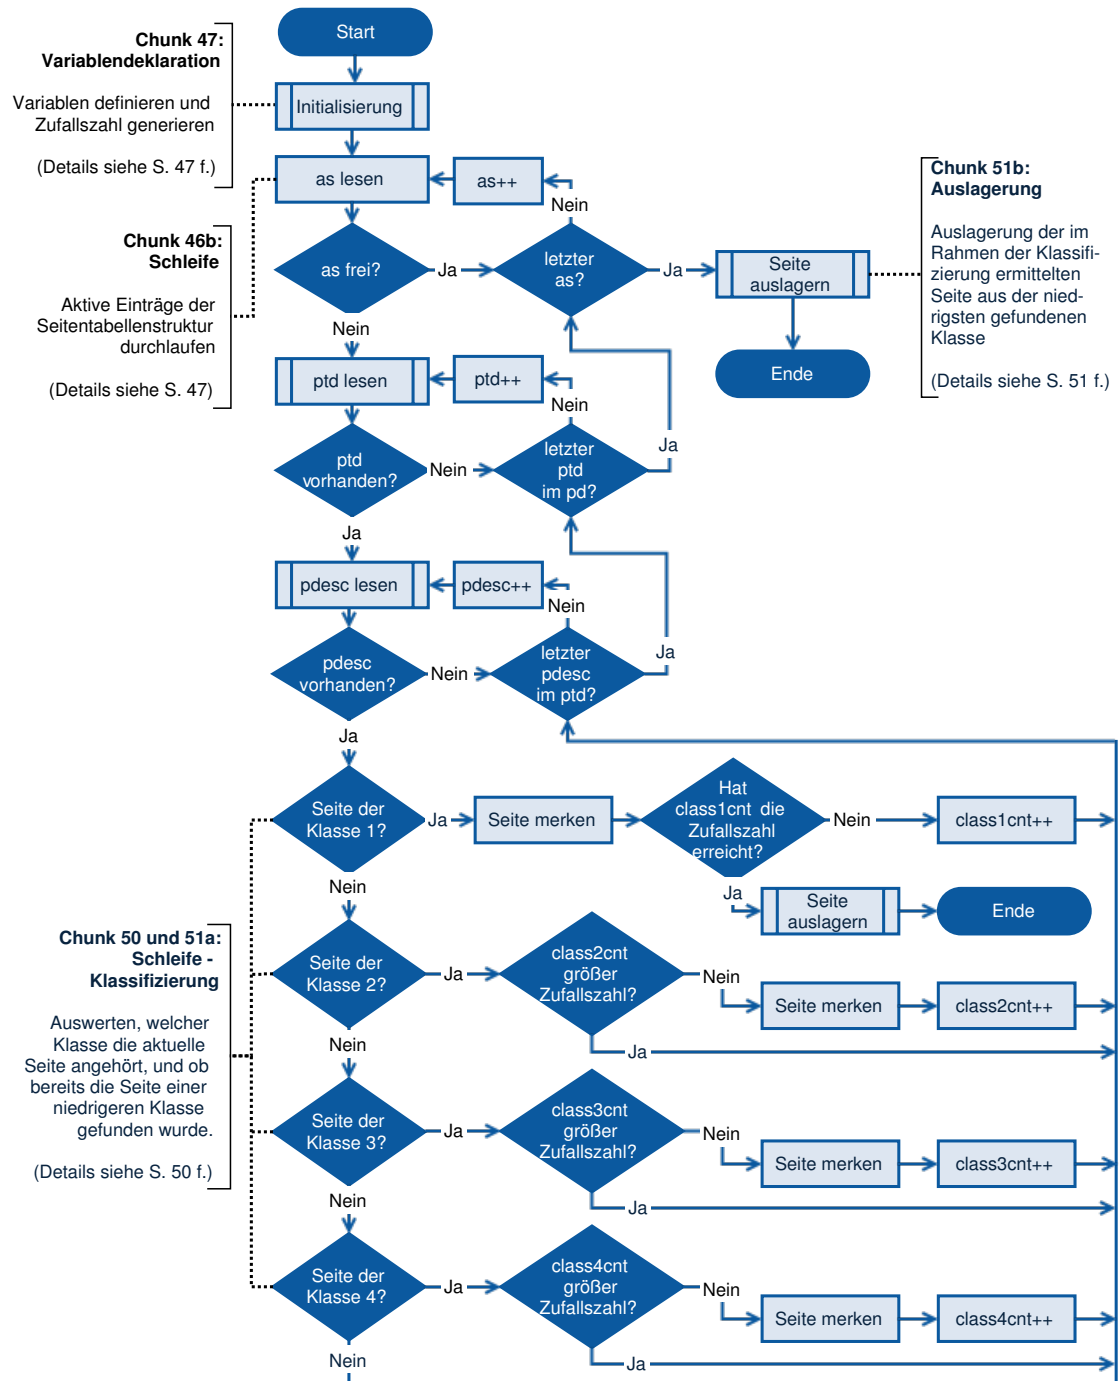 Start
Chunk 47:
Variablendeklaration
Variablen definieren und
Zufallszahl generieren
(Details siehe S. 47 f.)
Initialisierung
as lesen
as++
Nein
Chunk 51b:
Auslagerung
Auslagerung der im
Rahmen der Klassifi-
zierung ermittelten
Seite aus der nied-
rigsten gefundenen
Klasse
(Details siehe S. 51 f.)
Chunk 46b:
Schleife
Aktive Einträge der
Seitentabellenstruktur
durchlaufen
(Details siehe S. 47)
as frei?
Ja
letzter
as?
Ja
Seite
auslagern
Ende
Nein
ptd lesen
ptd++
Nein
ptd
vorhanden?
Nein
letzter
ptd
im pd?
Ja
Ja
pdesc lesen
pdesc++
Nein
pdesc
vorhanden?
Nein
letzter
pdesc
im ptd?
Ja
Ja
Seite der
Klasse 1?
Ja
Seite merken
Hat
class1cnt die
Zufallszahl
erreicht?
Nein
class1cnt++
Ja
Seite
auslagern
Ende
Nein
Chunk 50 und 51a:
Schleife -
Klassifizierung
Auswerten, welcher
Klasse die aktuelle
Seite angehört, und ob
bereits die Seite einer
niedrigeren Klasse
gefunden wurde.
(Details siehe S. 50 f.)
Seite der
Klasse 2?
Ja
class2cnt
größer
Zufallszahl?
Nein
Seite merken
class2cnt++
Ja
Nein
Seite der
Klasse 3?
Ja
class3cnt
größer
Zufallszahl?
Nein
Seite merken
class3cnt++
Ja
Nein
Seite der
Klasse 4?
Ja
class4cnt
größer
Zufallszahl?
Nein
Seite merken
class4cnt++
Ja
Nein